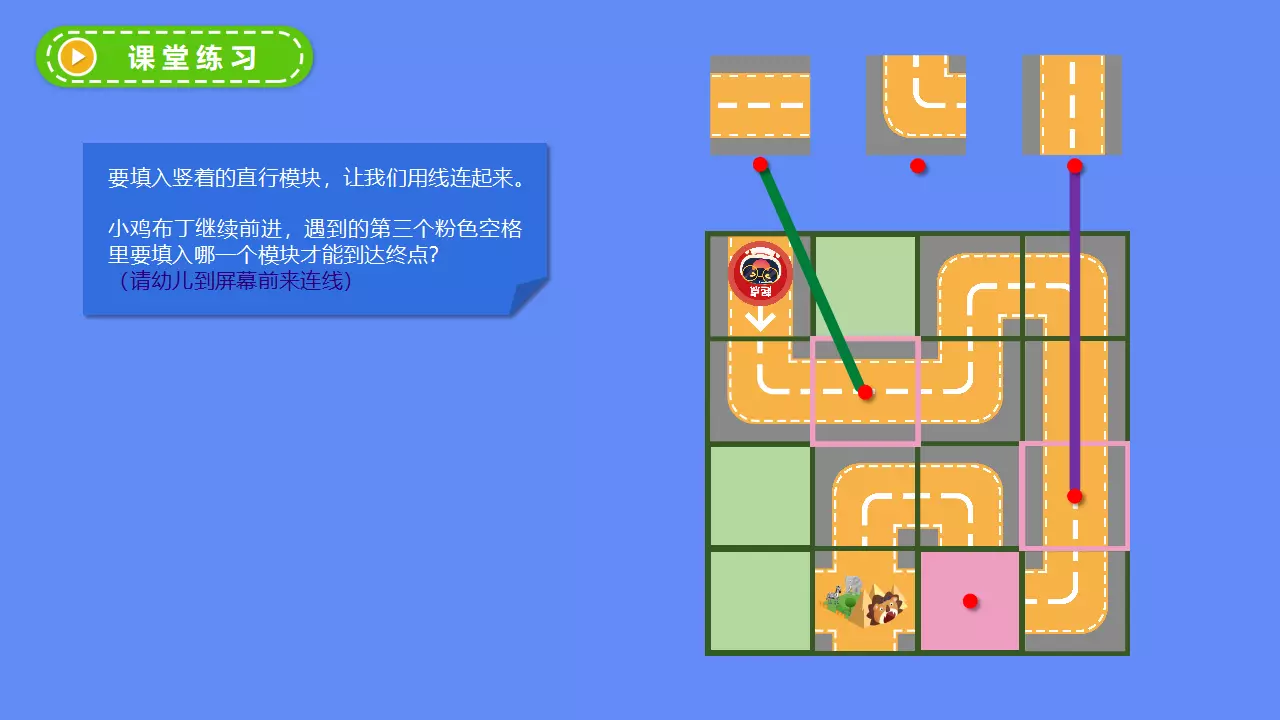 课堂练习
要填入竖着的直行模块，让我们用线连起来。
小鸡布丁继续前进，遇到的第三个粉色空格
里要填入哪一个模块才能到达终点？
（请幼儿到屏幕前来连线）
起点